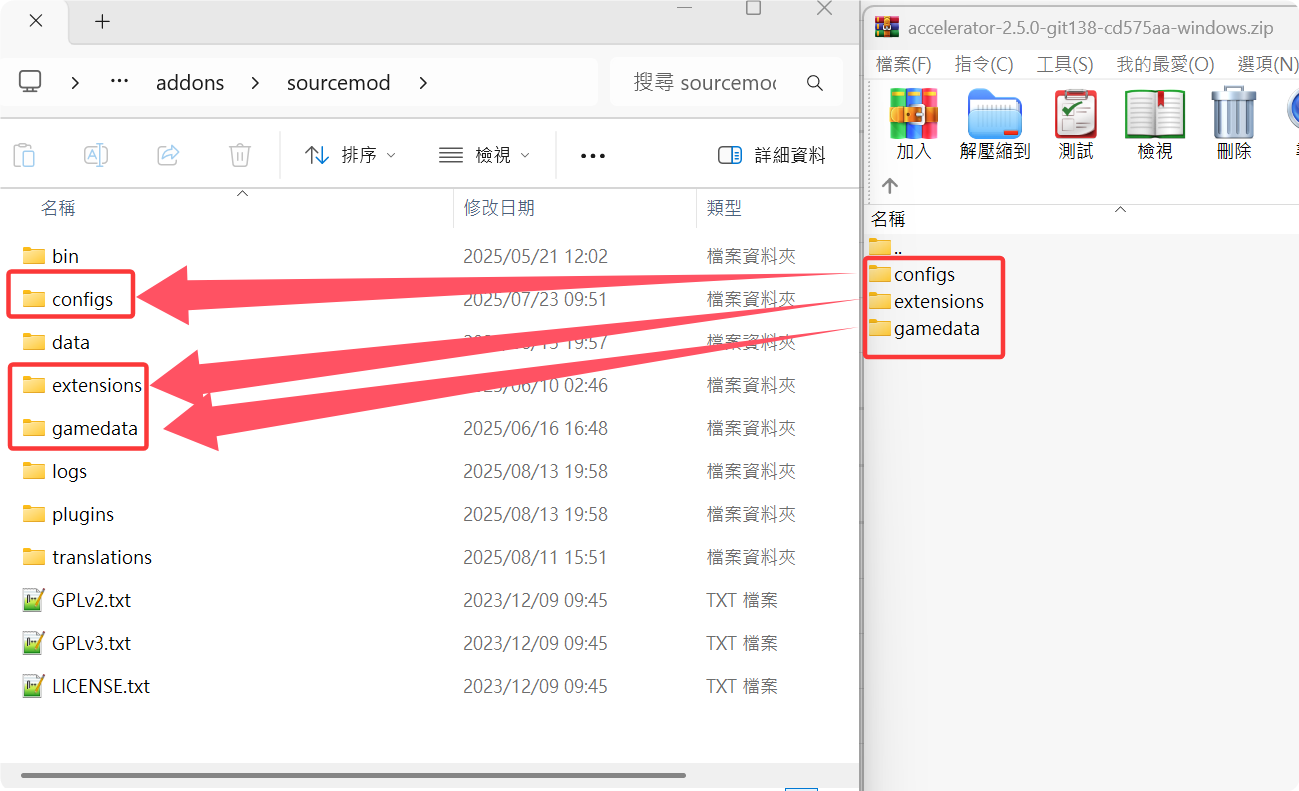 addons
sourcemod
搜尋 sourcemod
排序
檢視
詳細資料
名稱
修改日期
類型
bin
2025/05/21 12:02
檔案資料夾
configs
2025/07/23 09:51
檔案資料夾
data
19:57
檔案資料夾
extensions
02:46
檔案資料夾
gamedata
2025/06/16 16:48
檔案資料夾
logs
2025/08/13 19:58
檔案資料夾
plugins
2025/08/13 19:58
檔案資料夾
translations
2025/08/11 15:51
檔案資料夾
GPLv2.txt
2023/12/09 09:45
TXT 檔案
GPLv3.txt
2023/12/09 09:45
TXT 檔案
LICENSE.txt
2023/12/09 09:45
TXT 檔案
accelerator-2.5.0-git138-cd575aa-windows.zip
檔案(F) 指令(C) 工具(S) 我的最愛(O) 選項(N)
加入 解壓縮到 測試 檢視 刪除
名稱
..
configs
extensions
gamedata